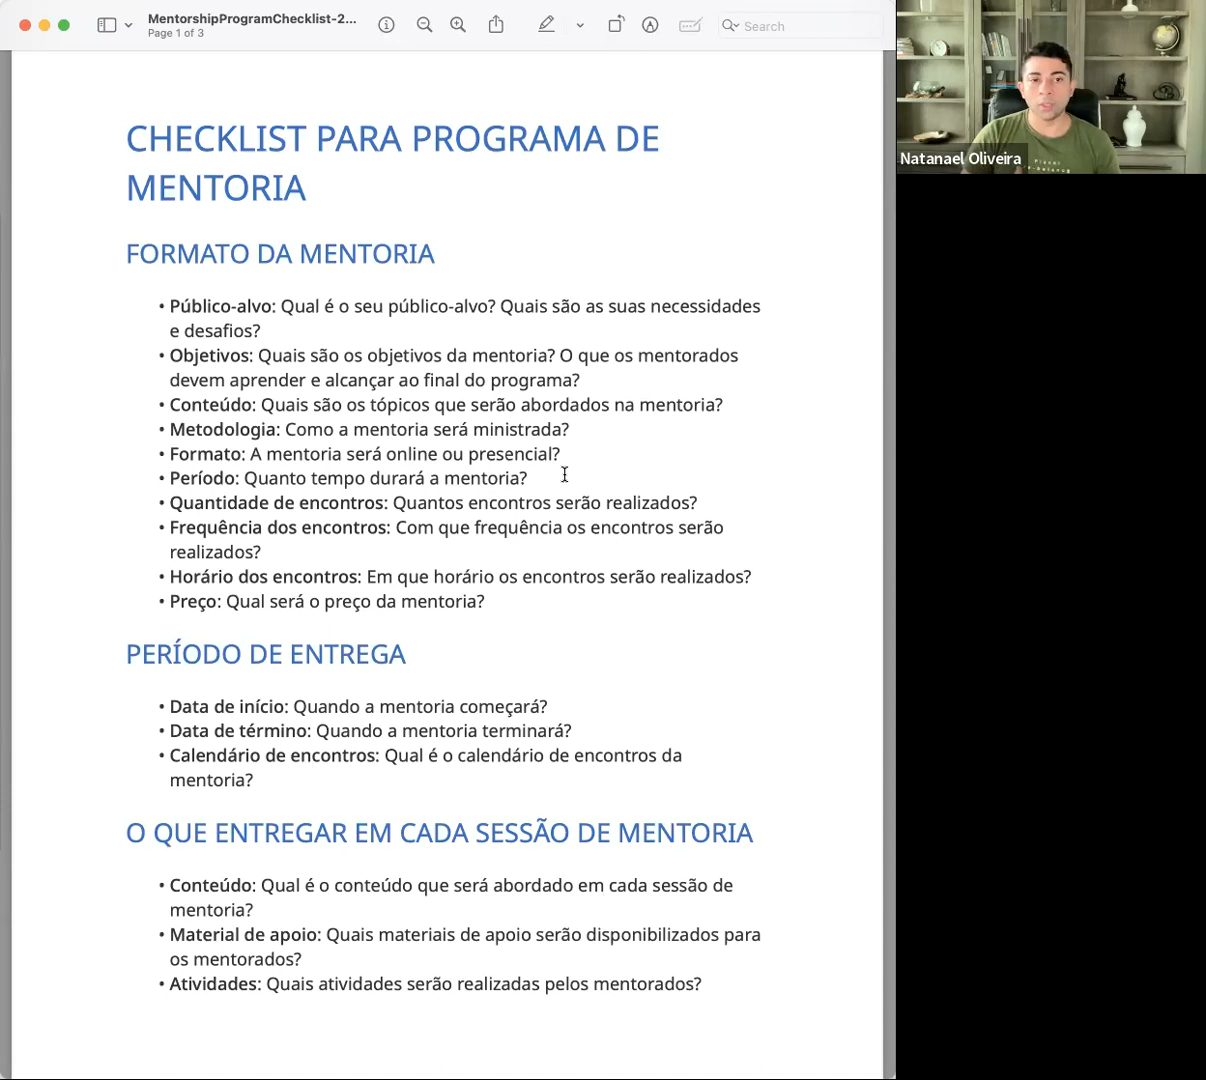 MentorshipProgramChecklist-2...
Page 1 of 3
Search
CHECKLIST PARA PROGRAMA DE
MENTORIA
FORMATO DA MENTORIA
• Público-alvo: Qual é o seu público-alvo? Quais são as suas necessidades
e desafios?
• Objetivos: Quais são os objetivos da mentoria? O que os mentorados
devem aprender e alcançar ao final do programa?
• Conteúdo: Quais são os tópicos que serão abordados na mentoria?
• Metodologia: Como a mentoria será ministrada?
• Formato: A mentoria será online ou presencial?
• Período: Quanto tempo durará a mentoria?
• Quantidade de encontros: Quantos encontros serão realizados?
• Frequência dos encontros: Com que frequência os encontros serão
realizados?
• Horário dos encontros: Em que horário os encontros serão realizados?
• Preço: Qual será o preço da mentoria?
PERÍODO DE ENTREGA
• Data de início: Quando a mentoria começará?
• Data de término: Quando a mentoria terminará?
• Calendário de encontros: Qual é o calendário de encontros da
mentoria?
O QUE ENTREGAR EM CADA SESSÃO DE MENTORIA
• Conteúdo: Qual é o conteúdo que será abordado em cada sessão de
mentoria?
• Material de apoio: Quais materiais de apoio serão disponibilizados para
os mentorados?
• Atividades: Quais atividades serão realizadas pelos mentorados?
Natanael Oliveira